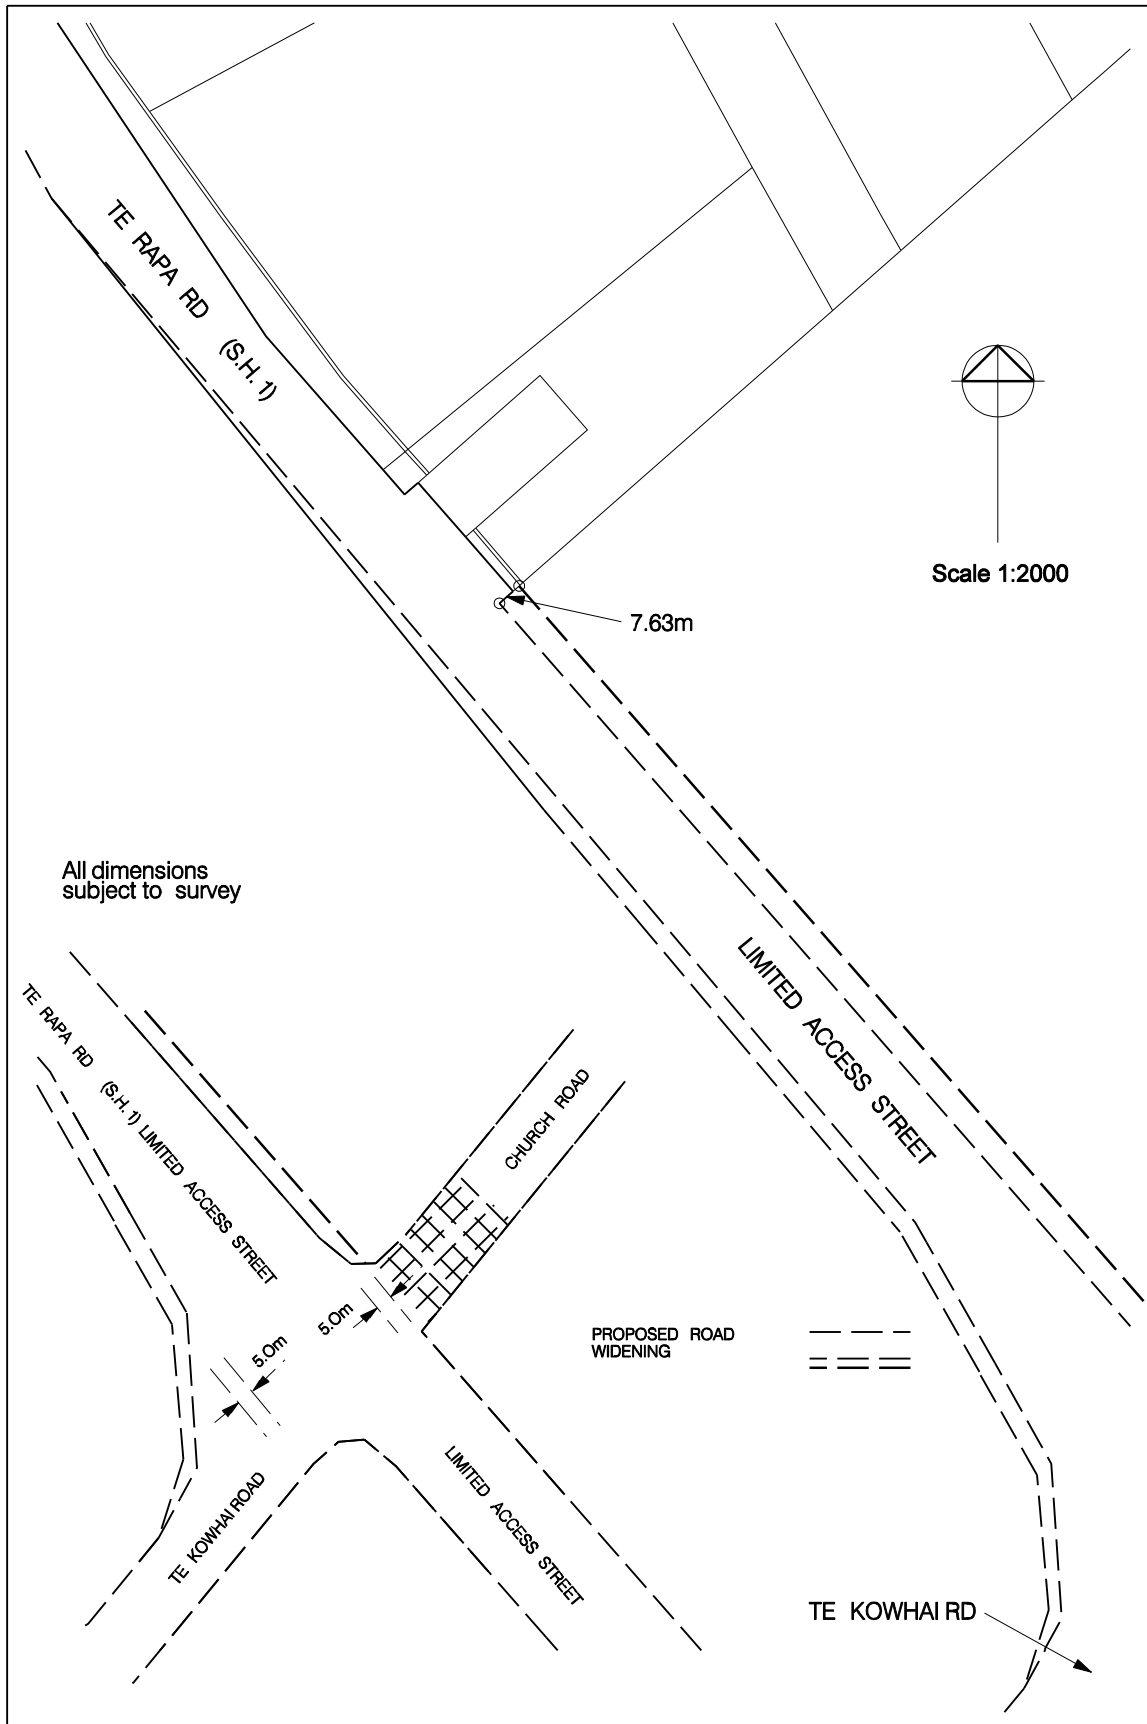 TE RAPA RD (S.H. 1)
Scale 1:2000
7.63m
All dimensions
subject to survey
LIMITED ACCESS STREET
TE RAPA RD (S.H. 1) LIMITED ACCESS STREET
CHURCH ROAD
5.0m
5.0m
PROPOSED ROAD
WIDENING
LIMITED ACCESS STREET
TE KOWHAI ROAD
TE KOWHAI RD